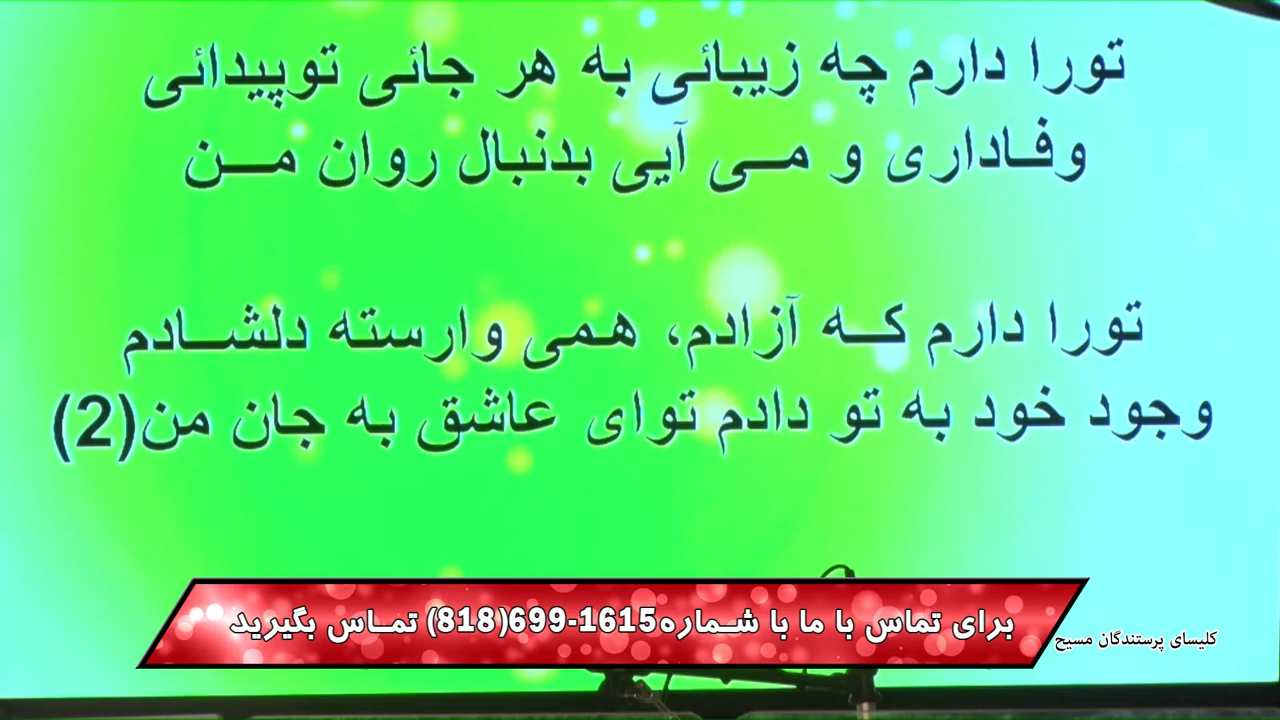 تورا دارم چه زیبائی به هر جائی توپیدائی
وفاداری و می آیی بدنبال روان من
تورا دارم که آزادم، همی وارسته دلشادم
وجود خود به تو دادم توای عاشق به جان من(2)
برای تماس با ما با شماره1615-699(818) تماس بگیرید
کلیسای پرستندگان مسیح